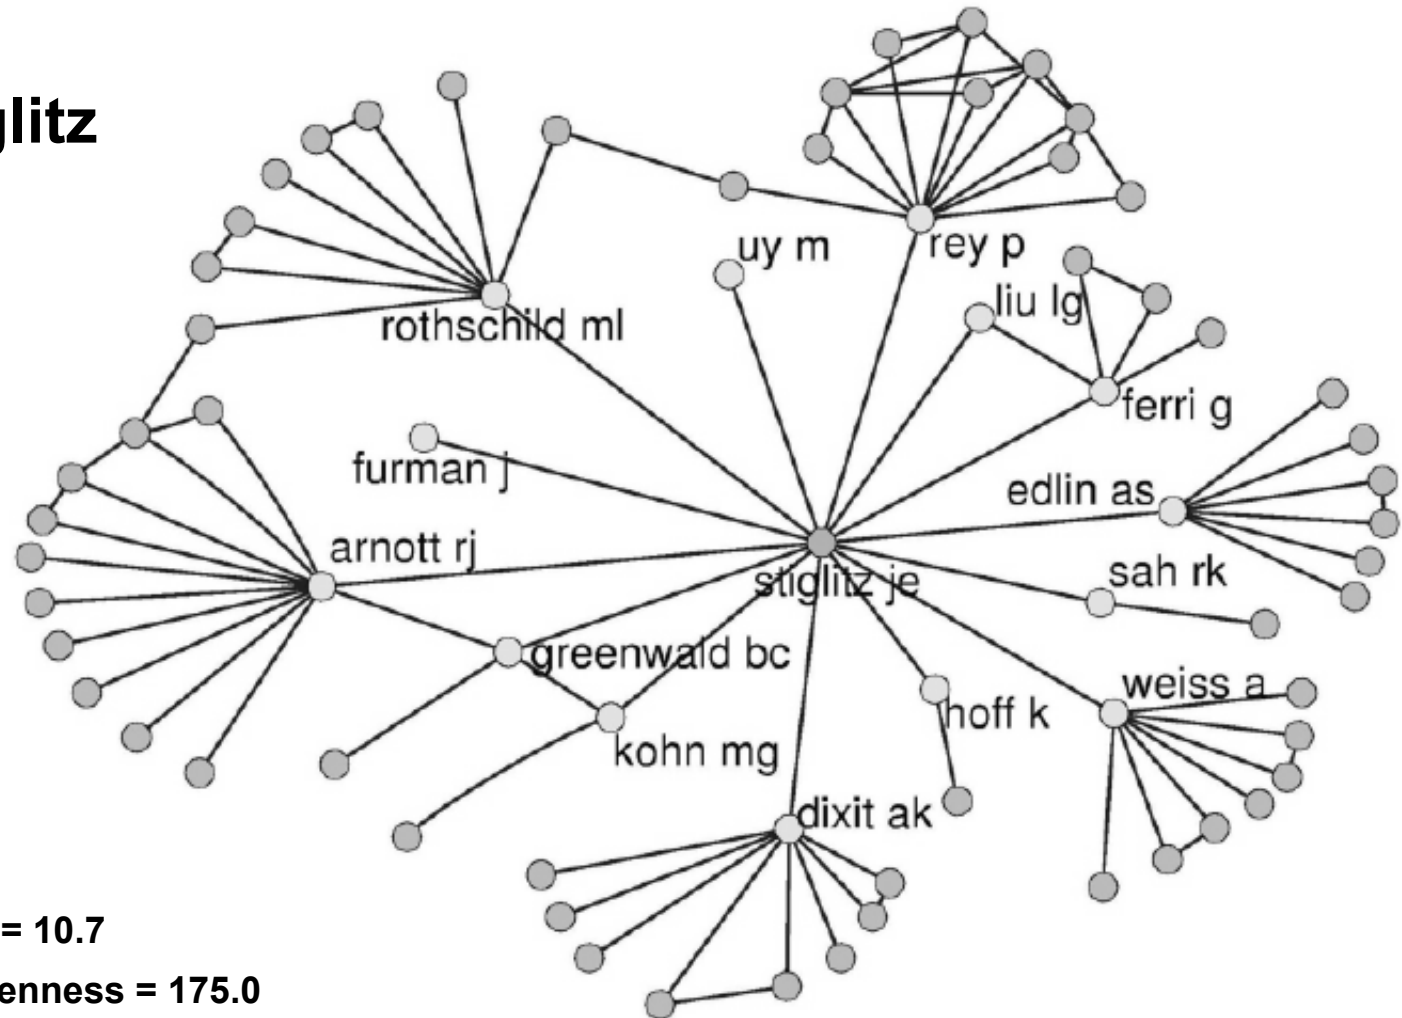 glitz
uy m
rey p
liu lg
rothschild ml
ferri g
furman j
edlin as
arnott rj
stiglitz je
sah rk
greenwald bc
weiss a
hoff k
kohn mg
dixit ak
= 10.7
enness = 175.0